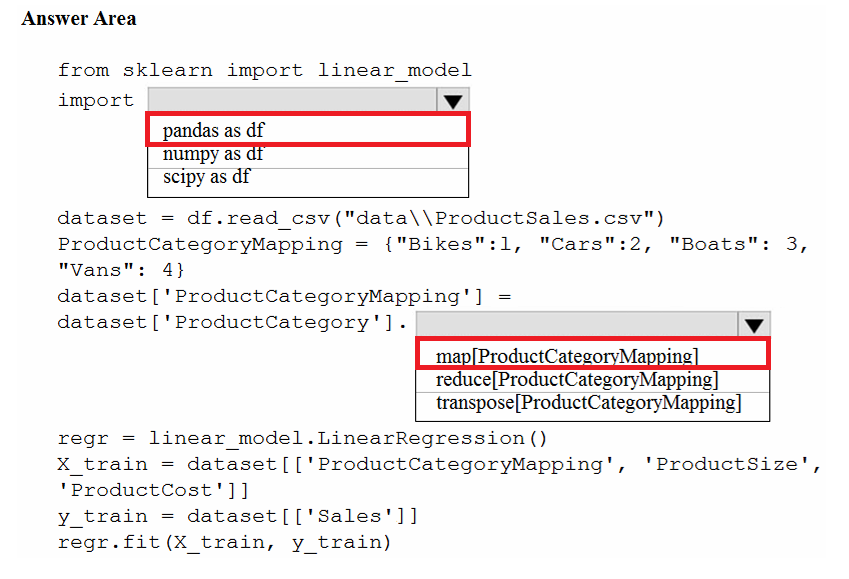 Answer Area
from sklearn import linear_model
import
pandas as df
numpy as df
scipy as df
dataset = df.read_csv("data\\ProductSales.csv")
ProductCategoryMapping = {"Bikes":l, "Cars":2, "Boats": 3,
"Vans": 4}
dataset['ProductCategoryMapping'] =
dataset['ProductCategory'].
map[ProductCategoryMapping]
reduce[ProductCategoryMapping]
transpose[ProductCategoryMapping]
regr = linear_model.LinearRegression()
X_train = dataset[['ProductCategoryMapping', 'ProductSize',
'ProductCost']]
y_train = dataset[['Sales']]
regr.fit(X_train, y_train)